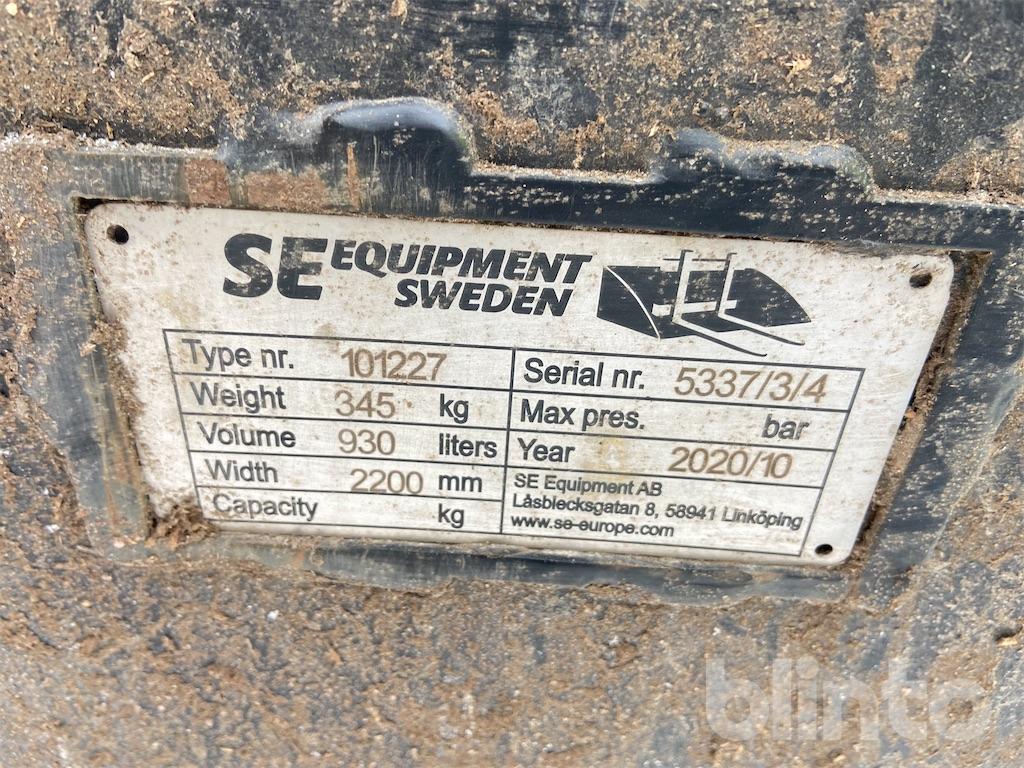 SE EQUIPMENT
SWEDEN
Type nr. 101227
Weight 345 kg
Volume 930 liters
Width 2200 mm
Capacity kg
Serial nr. 5337/3/4
Max pres. bar
Year 2020/10
SE Equipment AB
Låsblecksgatan 8, 58941 Linköping
www.se-europe.com
blinto